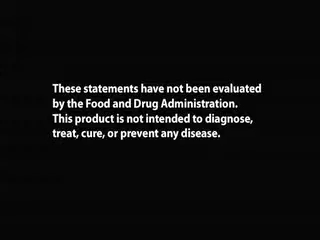 These statements have not been evaluated
by the Food and Drug Administration.
This product is not intended to diagnose,
treat, cure, or prevent any disease.